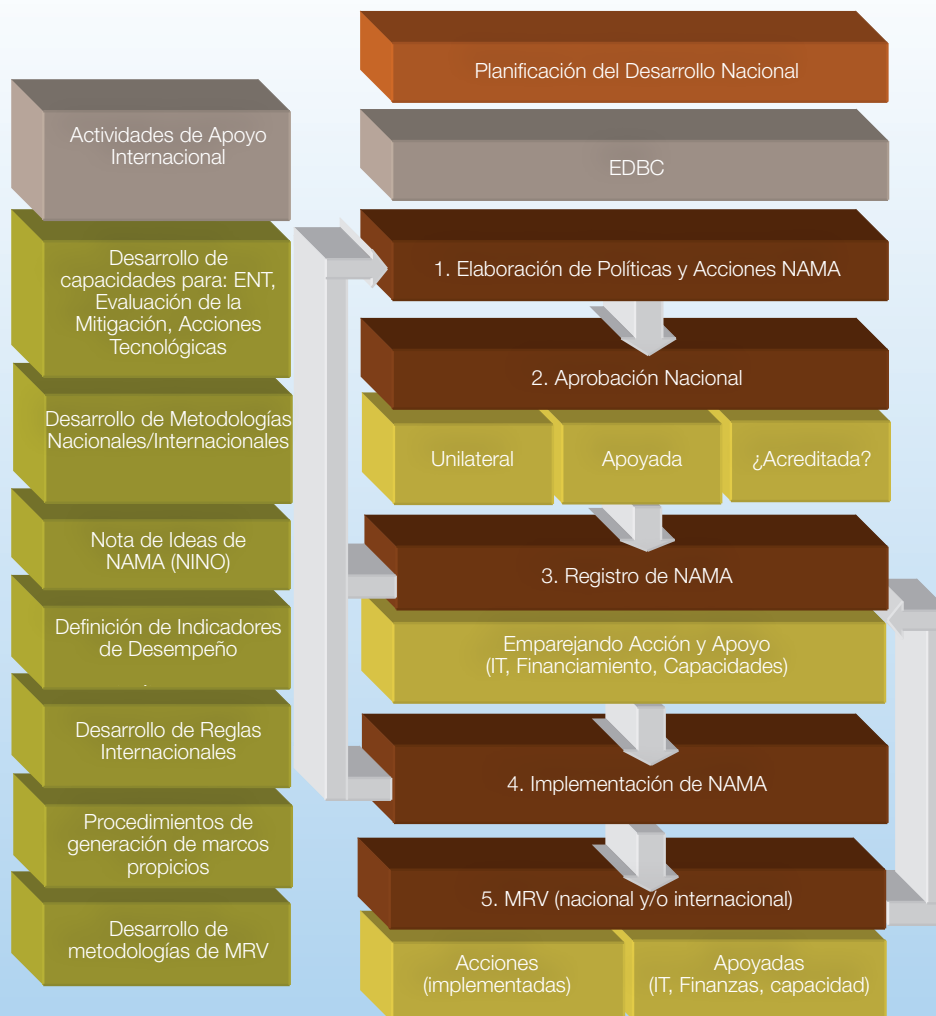 Planificación del Desarrollo Nacional
Actividades de Apoyo
Internacional
EDBC
Desarrollo de
capacidades para: ENT,
Evaluación de la
Mitigación, Acciones
Tecnológicas
Desarrollo de Metodologías
Nacionales/Internacionales
Nota de Ideas de
NAMA (NINO)
Definición de Indicadores
de Desempeño
.
Desarrollo de Reglas
Internacionales
Procedimientos de
generación de marcos
propicios
Desarrollo de
metodologías de MRV
1. Elaboración de Políticas y Acciones NAMA
2. Aprobación Nacional
Unilateral
Apoyada
¿Acreditada?
3. Registro de NAMA
Emparejando Acción y Apoyo
(IT, Financiamiento, Capacidades)
4. Implementación de NAMA
5. MRV (nacional y/o internacional)
Acciones
(implementadas)
Apoyadas
(IT, Finanzas, capacidad)